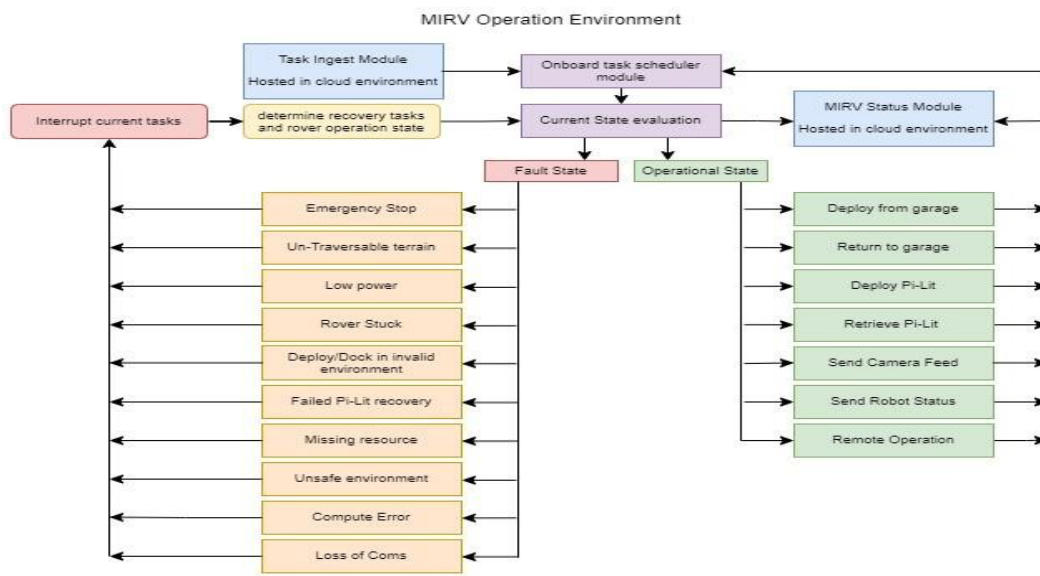 MIRV Operation Environment
Task Ingest Module
Hosted in cloud environment
Onboard task scheduler
module
Interrupt current tasks
determine recovery tasks
and rover operation state
Current State evaluation
MIRV Status Module
Hosted in cloud environment
Fault State
Operational State
Emergency Stop
Un-Traversable terrain
Low power
Rover Stuck
Deploy/Dock in invalid
environment
Failed Pi-Lit recovery
Missing resource
Unsafe environment
Compute Error
Loss of Coms
Deploy from garage
Return to garage
Deploy Pi-Lit
Retrieve Pi-Lit
Send Camera Feed
Send Robot Status
Remote Operation